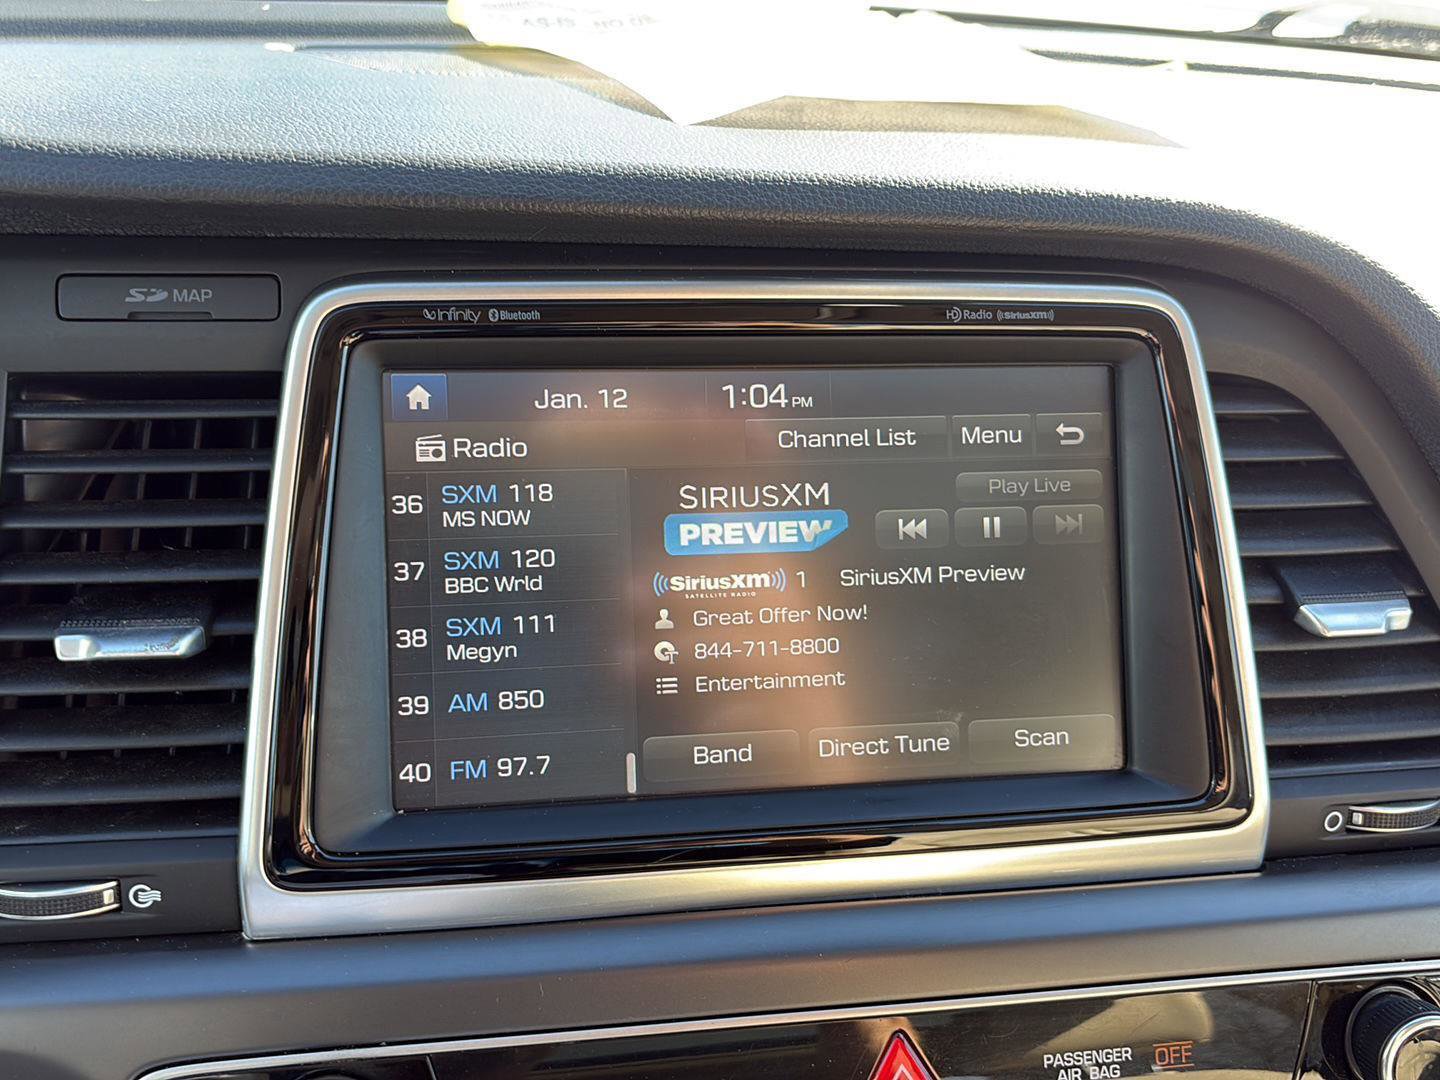 SD MAP
Infinity Bluetooth
HD Radio ((SiriusXM))
Jan. 12
1:04 PM
Radio
Channel List
Menu
36 SXM 118
MS NOW
37 SXM 120
BBC Wrld
38 SXM 111
Megyn
39 AM 850
40 FM 97.7
SIRIUSXM
PREVIEW
Play Live
((SiriusXM)) 1 SiriusXM Preview
SATELLITE RADIO
Great Offer Now!
844-711-8800
Entertainment
Band
Direct Tune
Scan
PASSENGER
AIR BAG
OFF